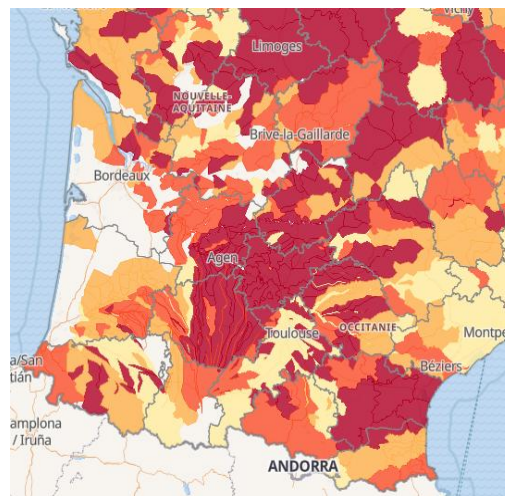 Vichy
Limoges
NOUVELLE-
AQUITAINE
Brive-la-Gaillarde
Bordeaux
Agen
Toulouse
OCCITANIE
Montpe
a/San
tián
Béziers
amplona
/ Iruña
ANDORRA